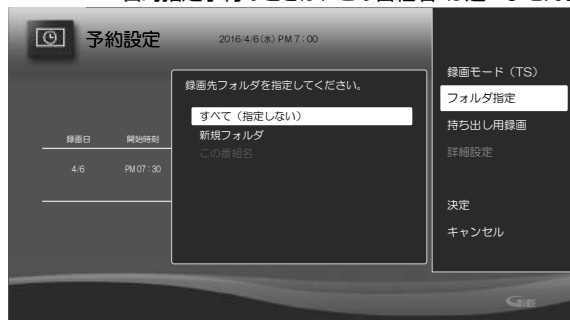 予約設定
2016/4/6(水) PM 7:00
録画モード（TS）
録画先フォルダを指定してください。
フォルダ指定
すべて（指定しない）
持ち出し用録画
新規フォルダ
録画日 開始時刻
この番組名
詳細設定
4/6 PM 07:30
決定
キャンセル